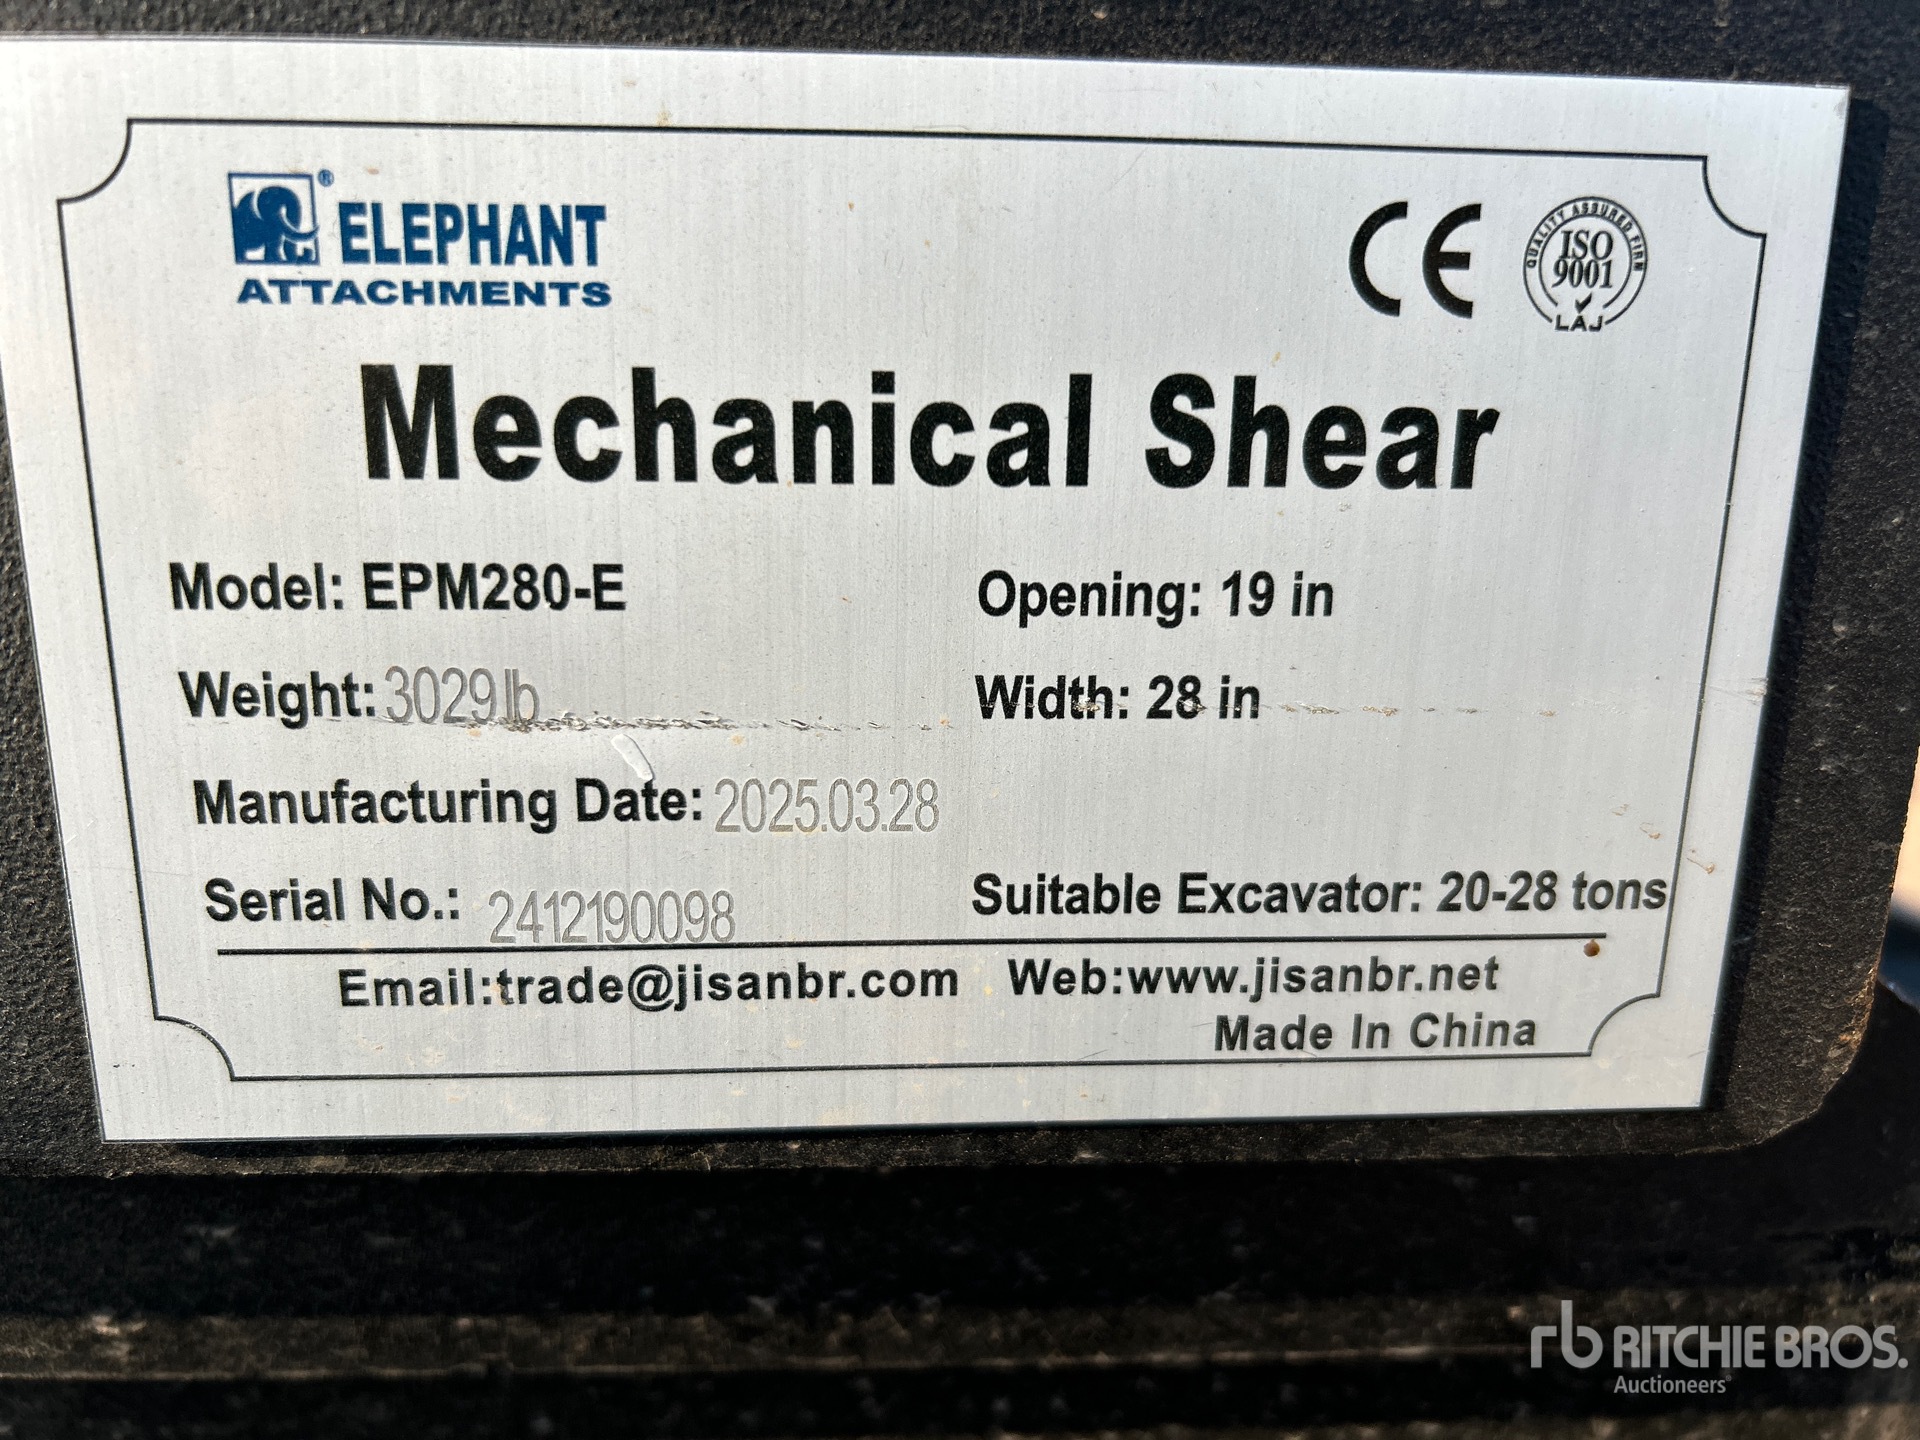 ® ELEPHANT
ATTACHMENTS
CE
QUALITY ASSURED FIRM
ISO
9001
LAJ
Mechanical Shear
Model: EPM280-E
Opening: 19 in
Weight: 3029lb
Width: 28 in
Manufacturing Date: 2025.03.28
Serial No.: 2412190098
Suitable Excavator: 20-28 tons
Email:trade@jisanbr.com Web:www.jisanbr.net
Made In China
rb RITCHIE BROS.
Auctioneers